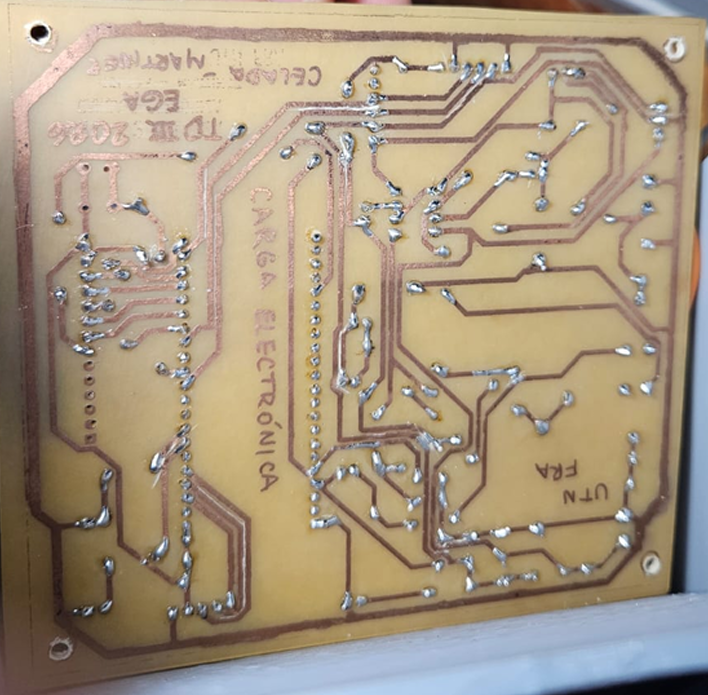 TD III 2006
EGA
CELADA - MARTINEZ
CARGA ELECTRÓNICA
UTN
FRA